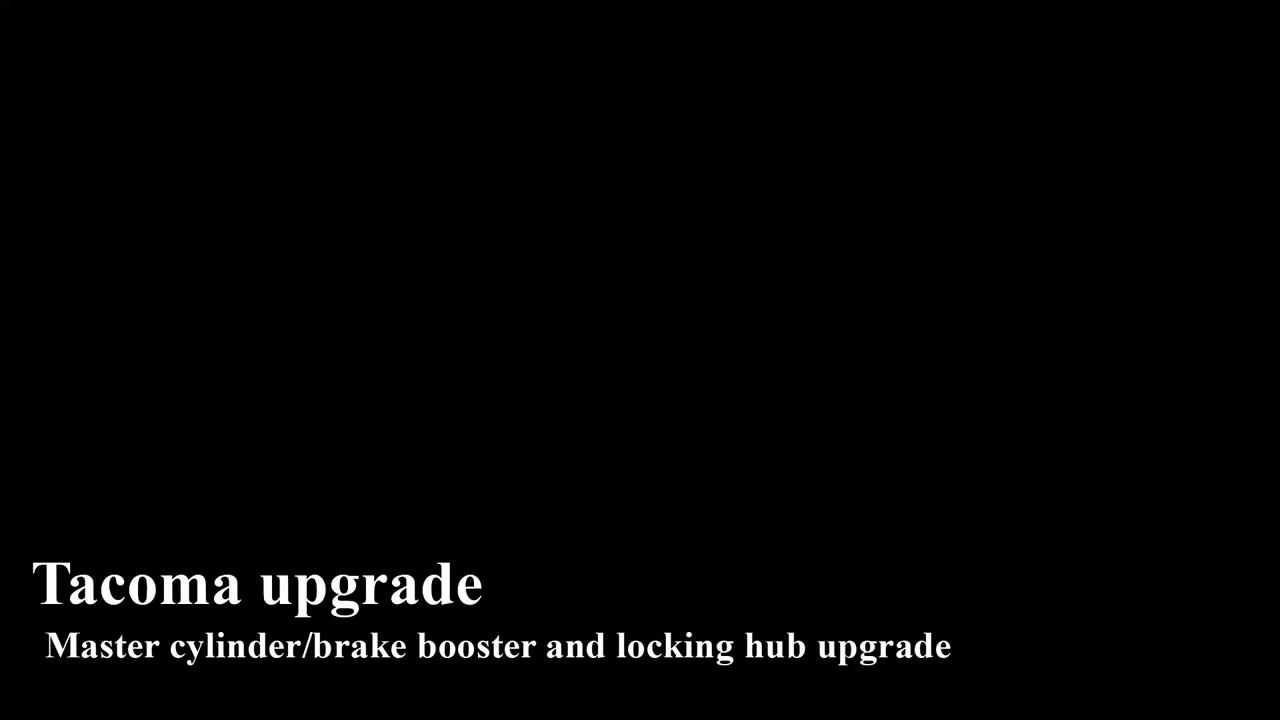 Tacoma upgrade
Master cylinder/brake booster and locking hub upgrade